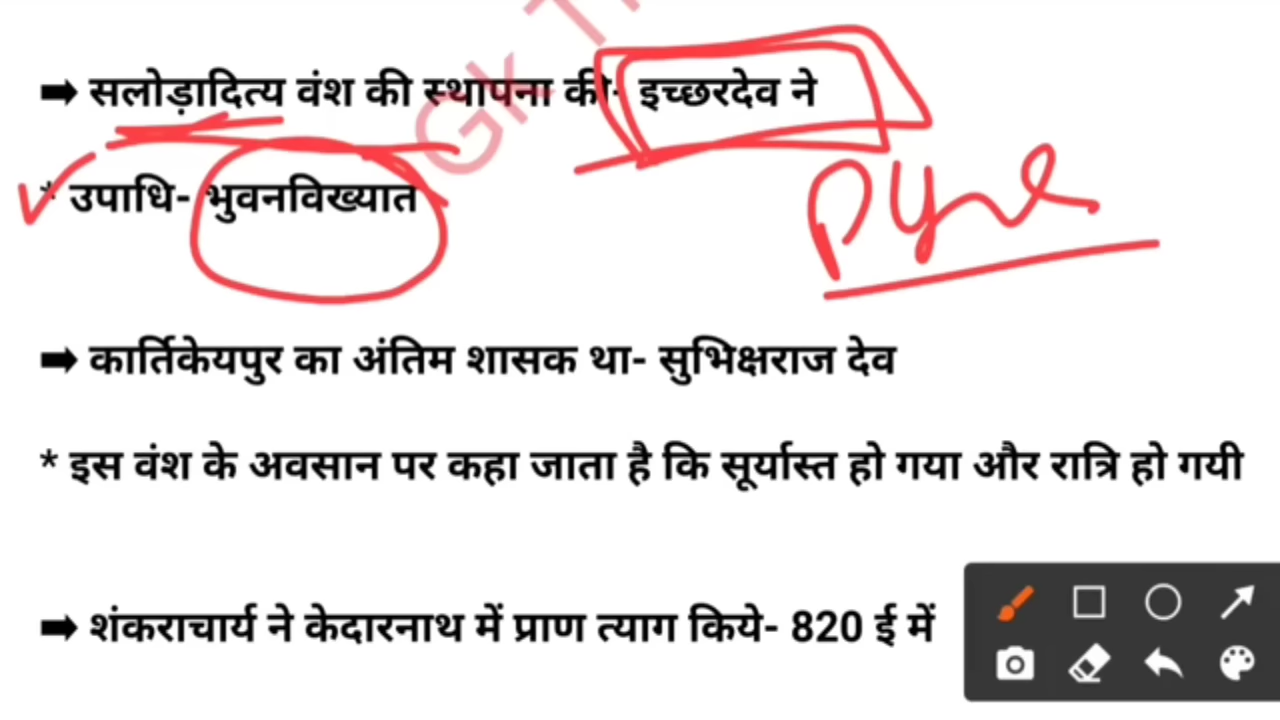 ➡ सलोड़ादित्य वंश की स्थापना की- इच्छरदेव ने
* उपाधि- भुवनविख्यात
➡ कार्तिकेयपुर का अंतिम शासक था- सुभिक्षराज देव
* इस वंश के अवसान पर कहा जाता है कि सूर्यास्त हो गया और रात्रि हो गयी
➡ शंकराचार्य ने केदारनाथ में प्राण त्याग किये- 820 ई में